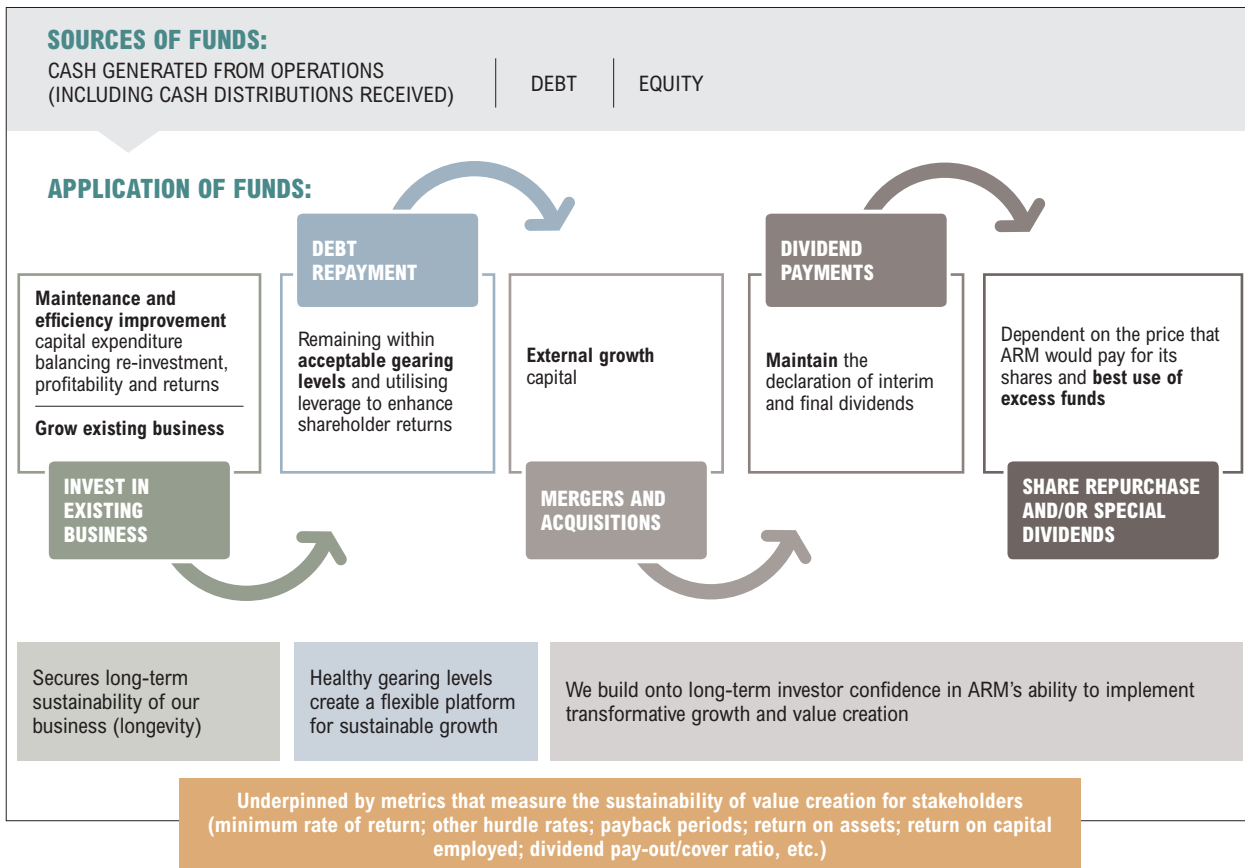 SOURCES OF FUNDS:
CASH GENERATED FROM OPERATIONS
(INCLUDING CASH DISTRIBUTIONS RECEIVED)
DEBT
EQUITY
APPLICATION OF FUNDS:
Maintenance and
efficiency improvement
capital expenditure
balancing re-investment,
profitability and returns
Grow existing business
INVEST IN
EXISTING
BUSINESS
DEBT
REPAYMENT
Remaining within
acceptable gearing
levels and utilising
leverage to enhance
shareholder returns
External growth
capital
MERGERS AND
ACQUISITIONS
DIVIDEND
PAYMENTS
Maintain the
declaration of interim
and final dividends
Dependent on the price that
ARM would pay for its
shares and best use of
excess funds
SHARE REPURCHASE
AND/OR SPECIAL
DIVIDENDS
Secures long-term
sustainability of our
business (longevity)
Healthy gearing levels
create a flexible platform
for sustainable growth
We build onto long-term investor confidence in ARM's ability to implement
transformative growth and value creation
Underpinned by metrics that measure the sustainability of value creation for stakeholders
(minimum rate of return; other hurdle rates; payback periods; return on assets; return on capital
employed; dividend pay-out/cover ratio, etc.)